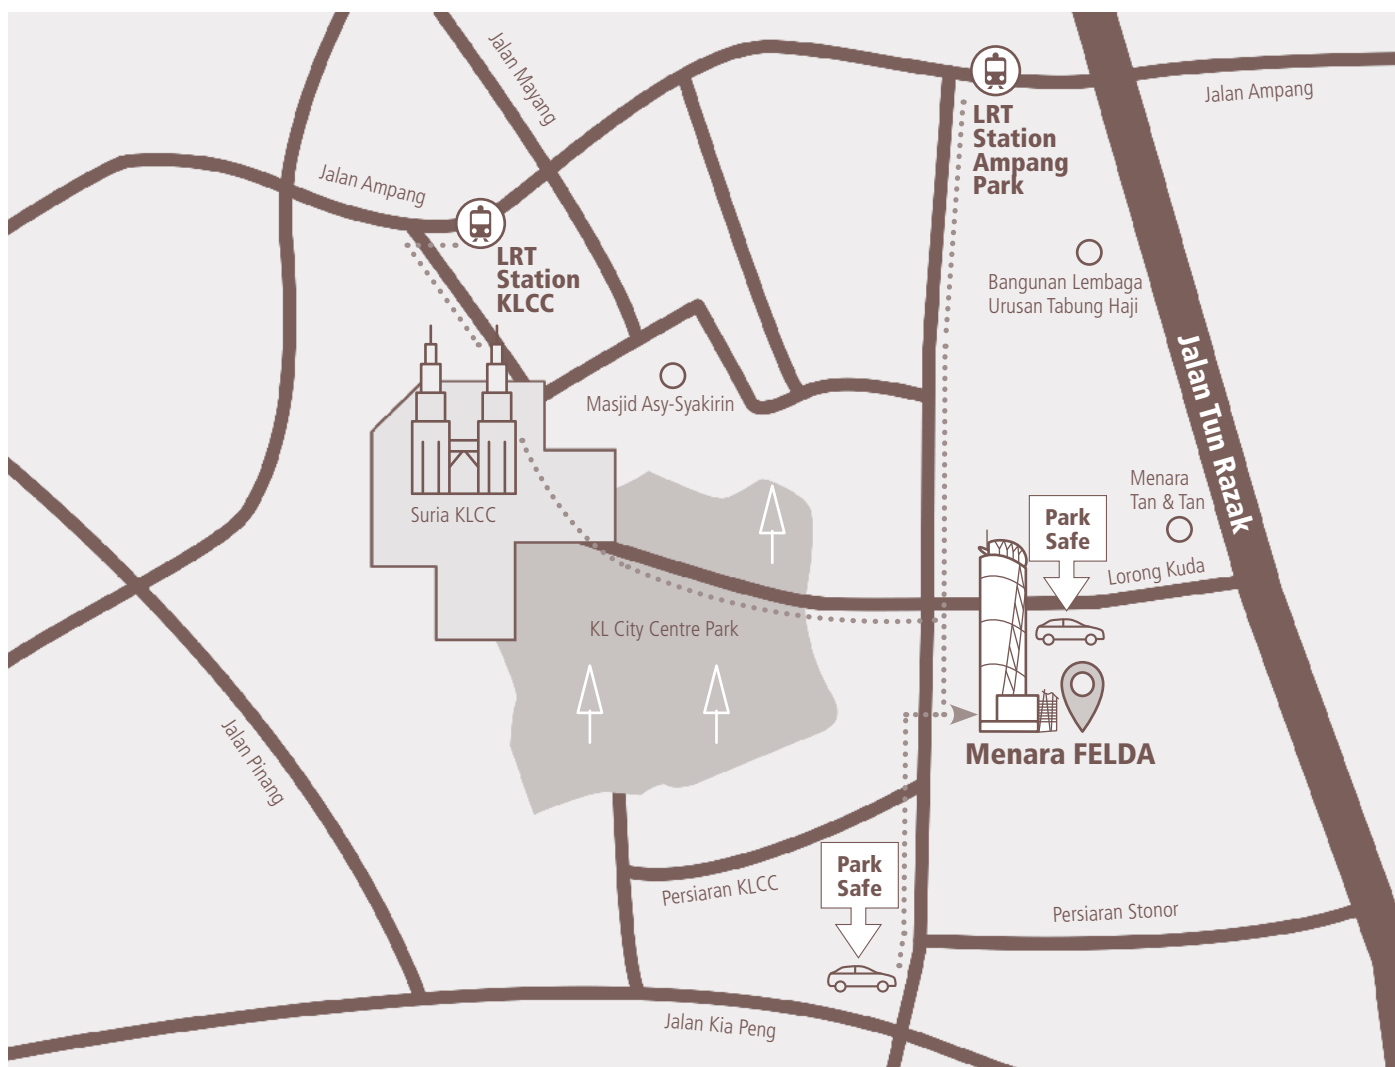 Jalan Mayang
Jalan Ampang
LRT
Station
Ampang
Park
Jalan Ampang
LRT
Station
KLCC
Bangunan Lembaga
Urusan Tabung Haji
Jalan Tun Razak
Masjid Asy-Syakirin
Menara
Tan & Tan
Suria KLCC
Park
Safe
Lorong Kuda
KL City Centre Park
Jalan Pinang
Menara FELDA
Park
Safe
Persiaran KLCC
Persiaran Stonor
Jalan Kia Peng